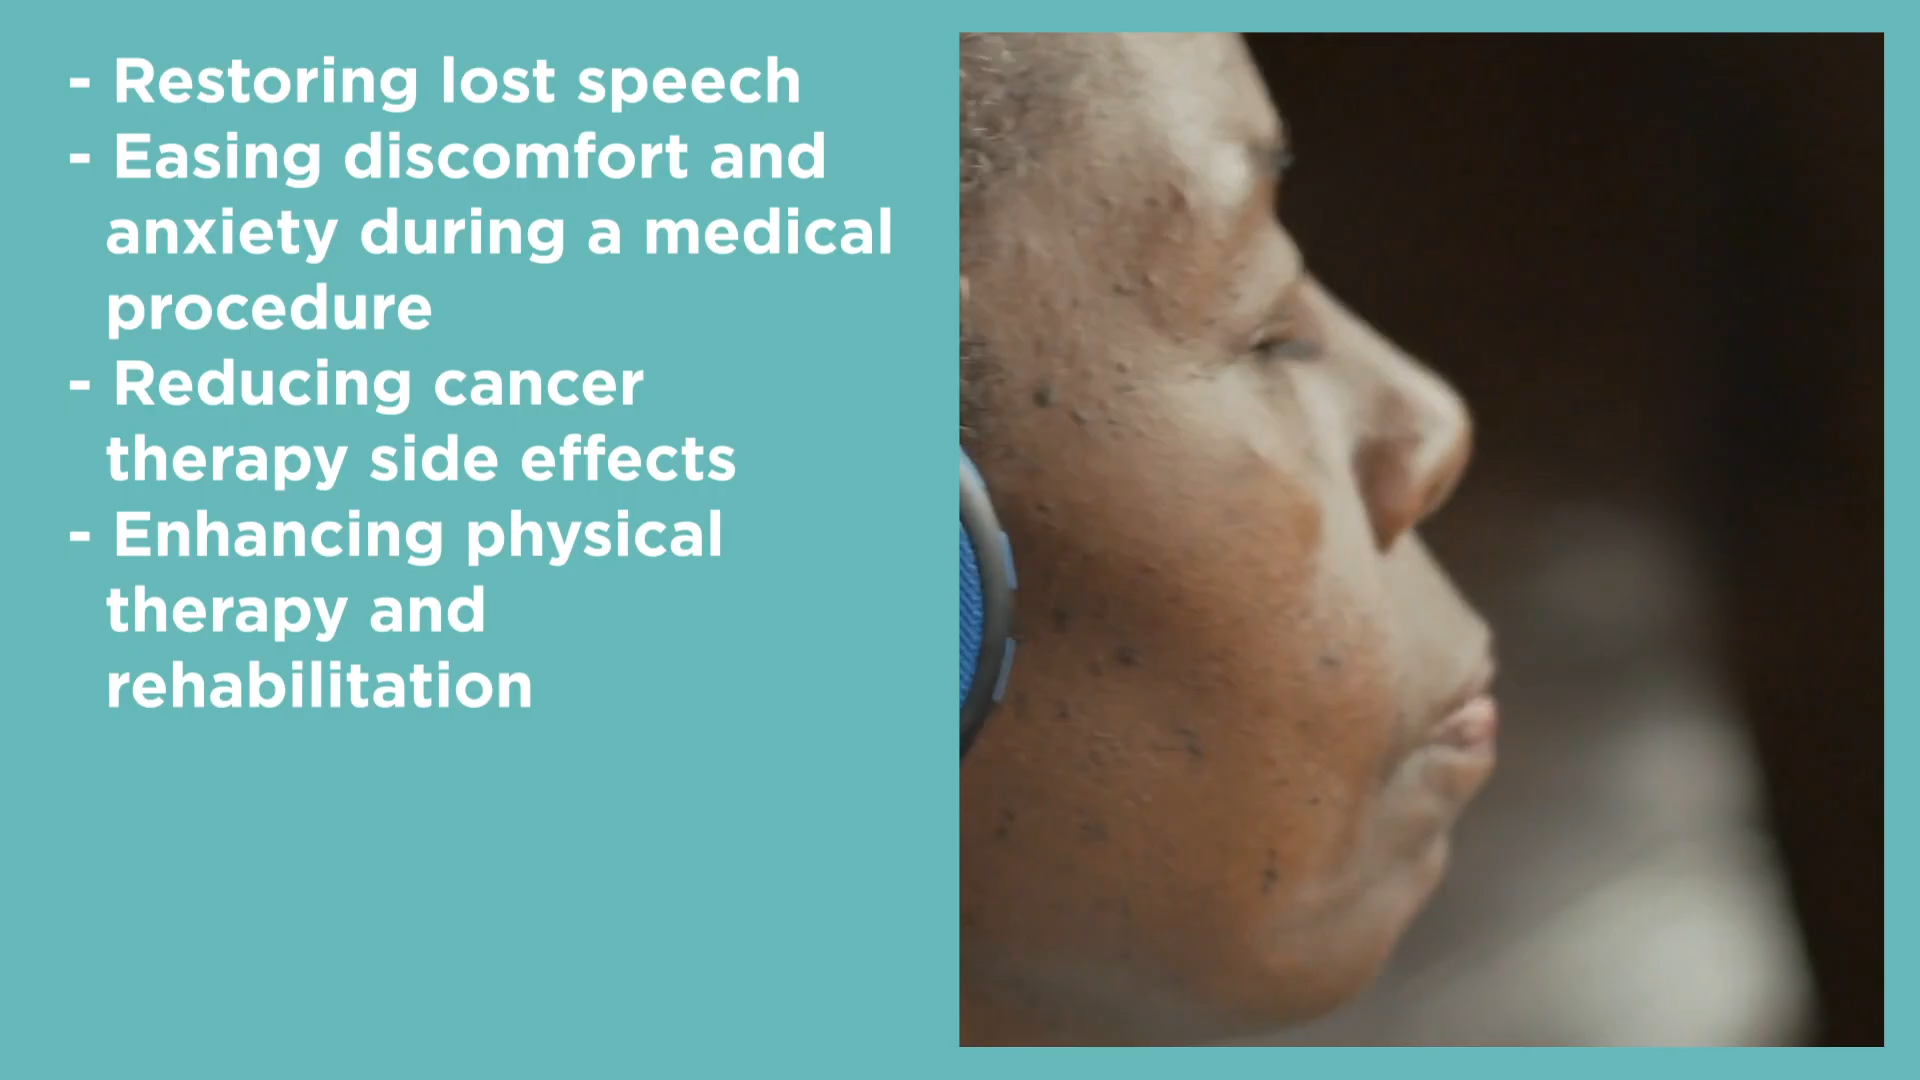 - Restoring lost speech
- Easing discomfort and
anxiety during a medical
procedure
- Reducing cancer
therapy side effects
- Enhancing physical
therapy and
rehabilitation